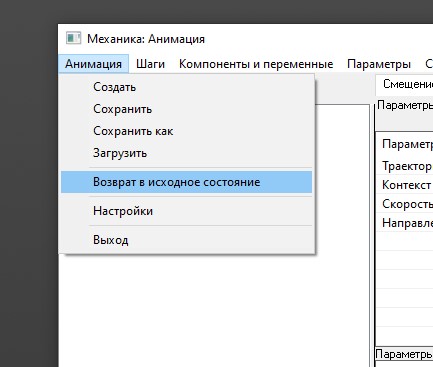 Механика: Анимация
Анимация Шаги Компоненты и переменные Параметры С
Создать
Сохранить
Сохранить как
Загрузить
Возврат в исходное состояние
Настройки
Выход
Смещение
Параметры
Парамет
Траектор
Контекст
Скорость
Направле
Параметры